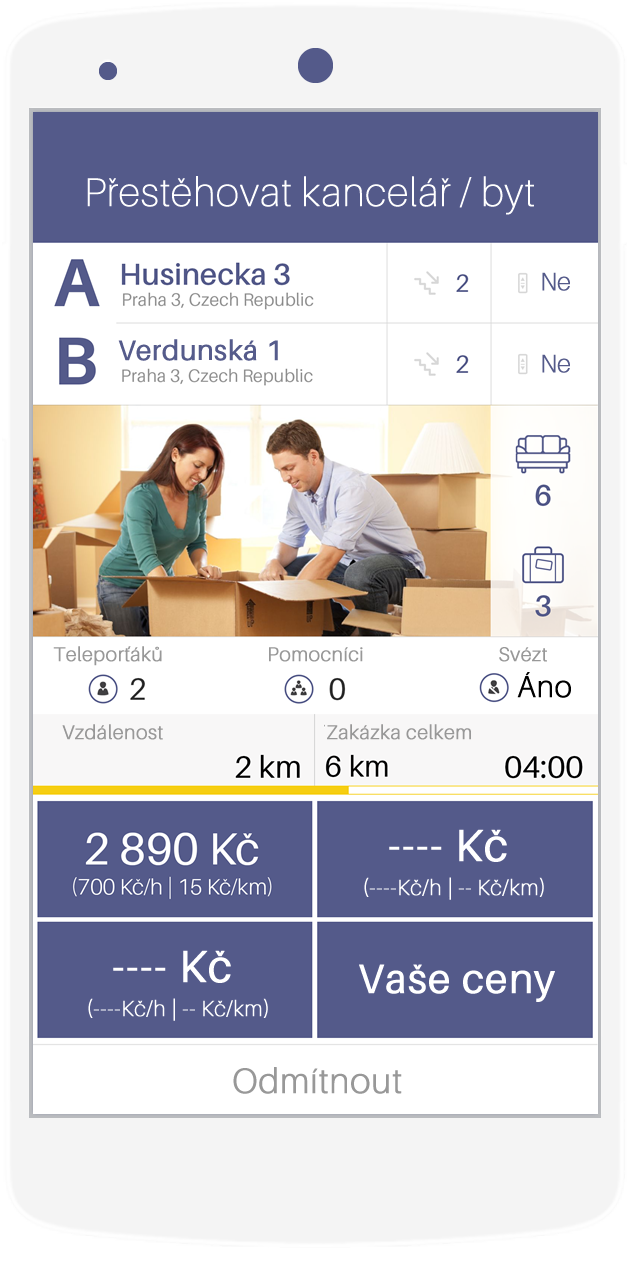 Přestěhovat kancelář / byt
A Husinecka 3 2 Ne
Praha 3, Czech Republic
B Verdunská 1 2 Ne
Praha 3, Czech Republic
6
3
Teleporťáků Pomocníci Svézt
2 0 Áno
Vzdálenost Zakázka celkem
2 km 6 km 04:00
2 890 Kč ---- Kč
(700 Kč/h | 15 Kč/km) (----Kč/h | -- Kč/km)
---- Kč Vaše ceny
(----Kč/h | -- Kč/km)
Odmítnout